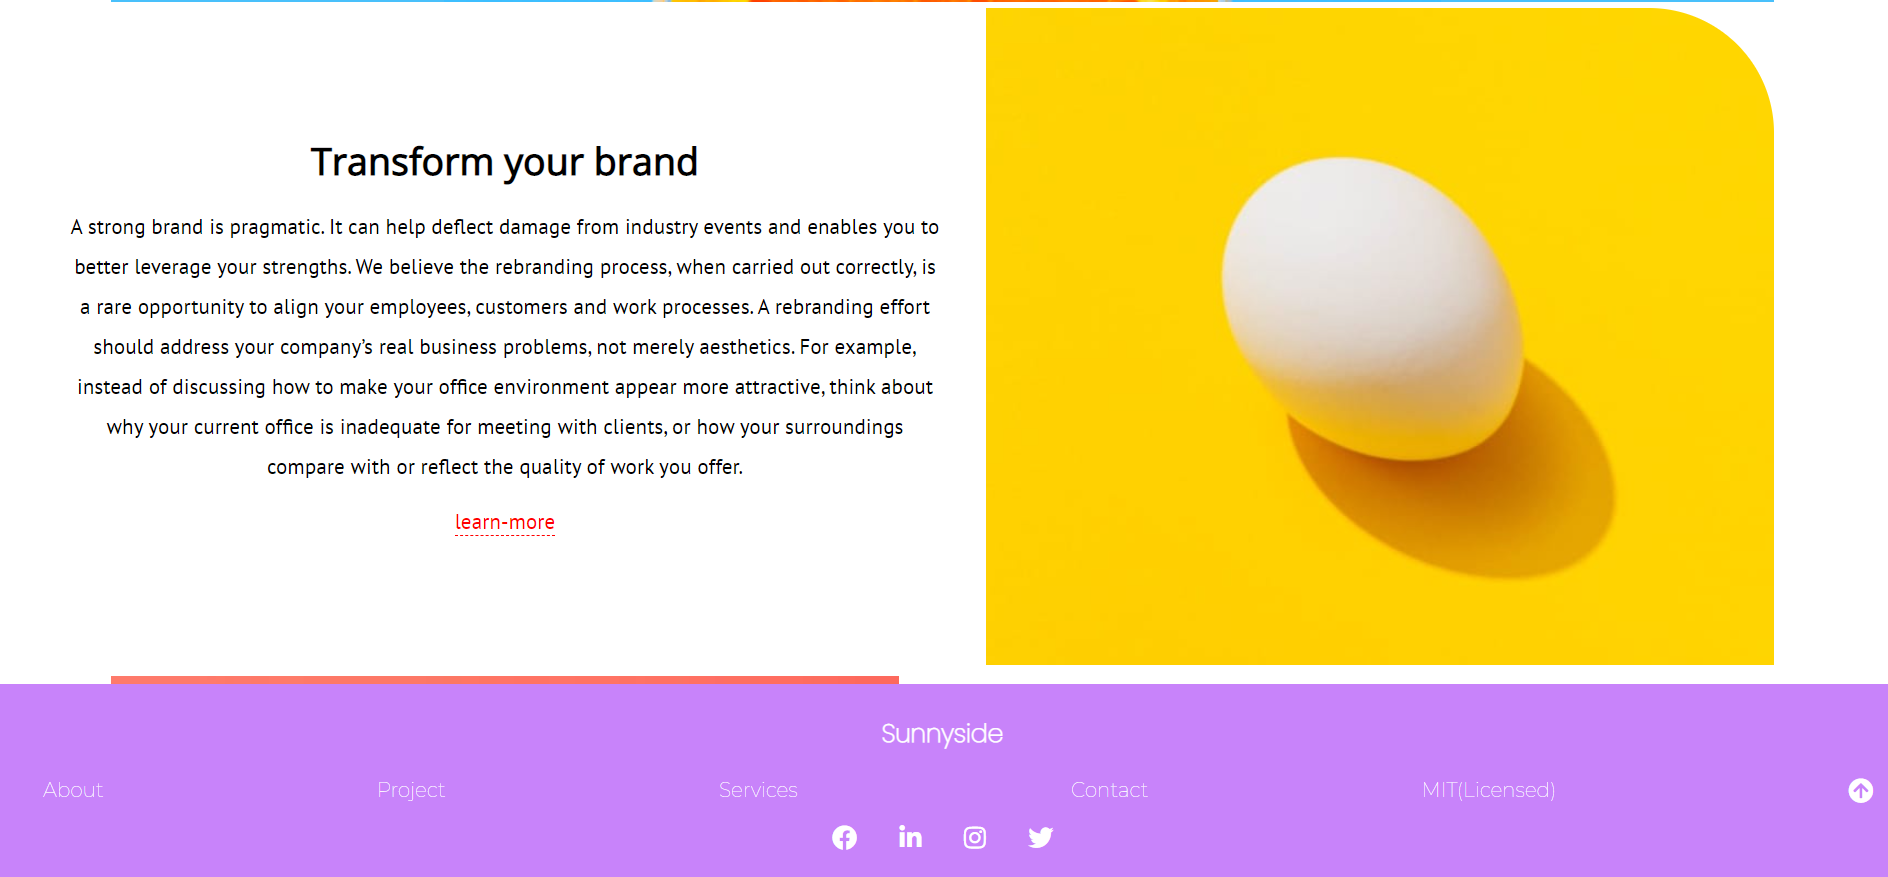 Transform your brand
A strong brand is pragmatic. It can help deflect damage from industry events and enables you to
better leverage your strengths. We believe the rebranding process, when carried out correctly, is
a rare opportunity to align your employees, customers and work processes. A rebranding effort
should address your company’s real business problems, not merely aesthetics. For example,
instead of discussing how to make your office environment appear more attractive, think about
why your current office is inadequate for meeting with clients, or how your surroundings
compare with or reflect the quality of work you offer.
learn-more
Sunnyside
About Project Services Contact MIT(Licensed)